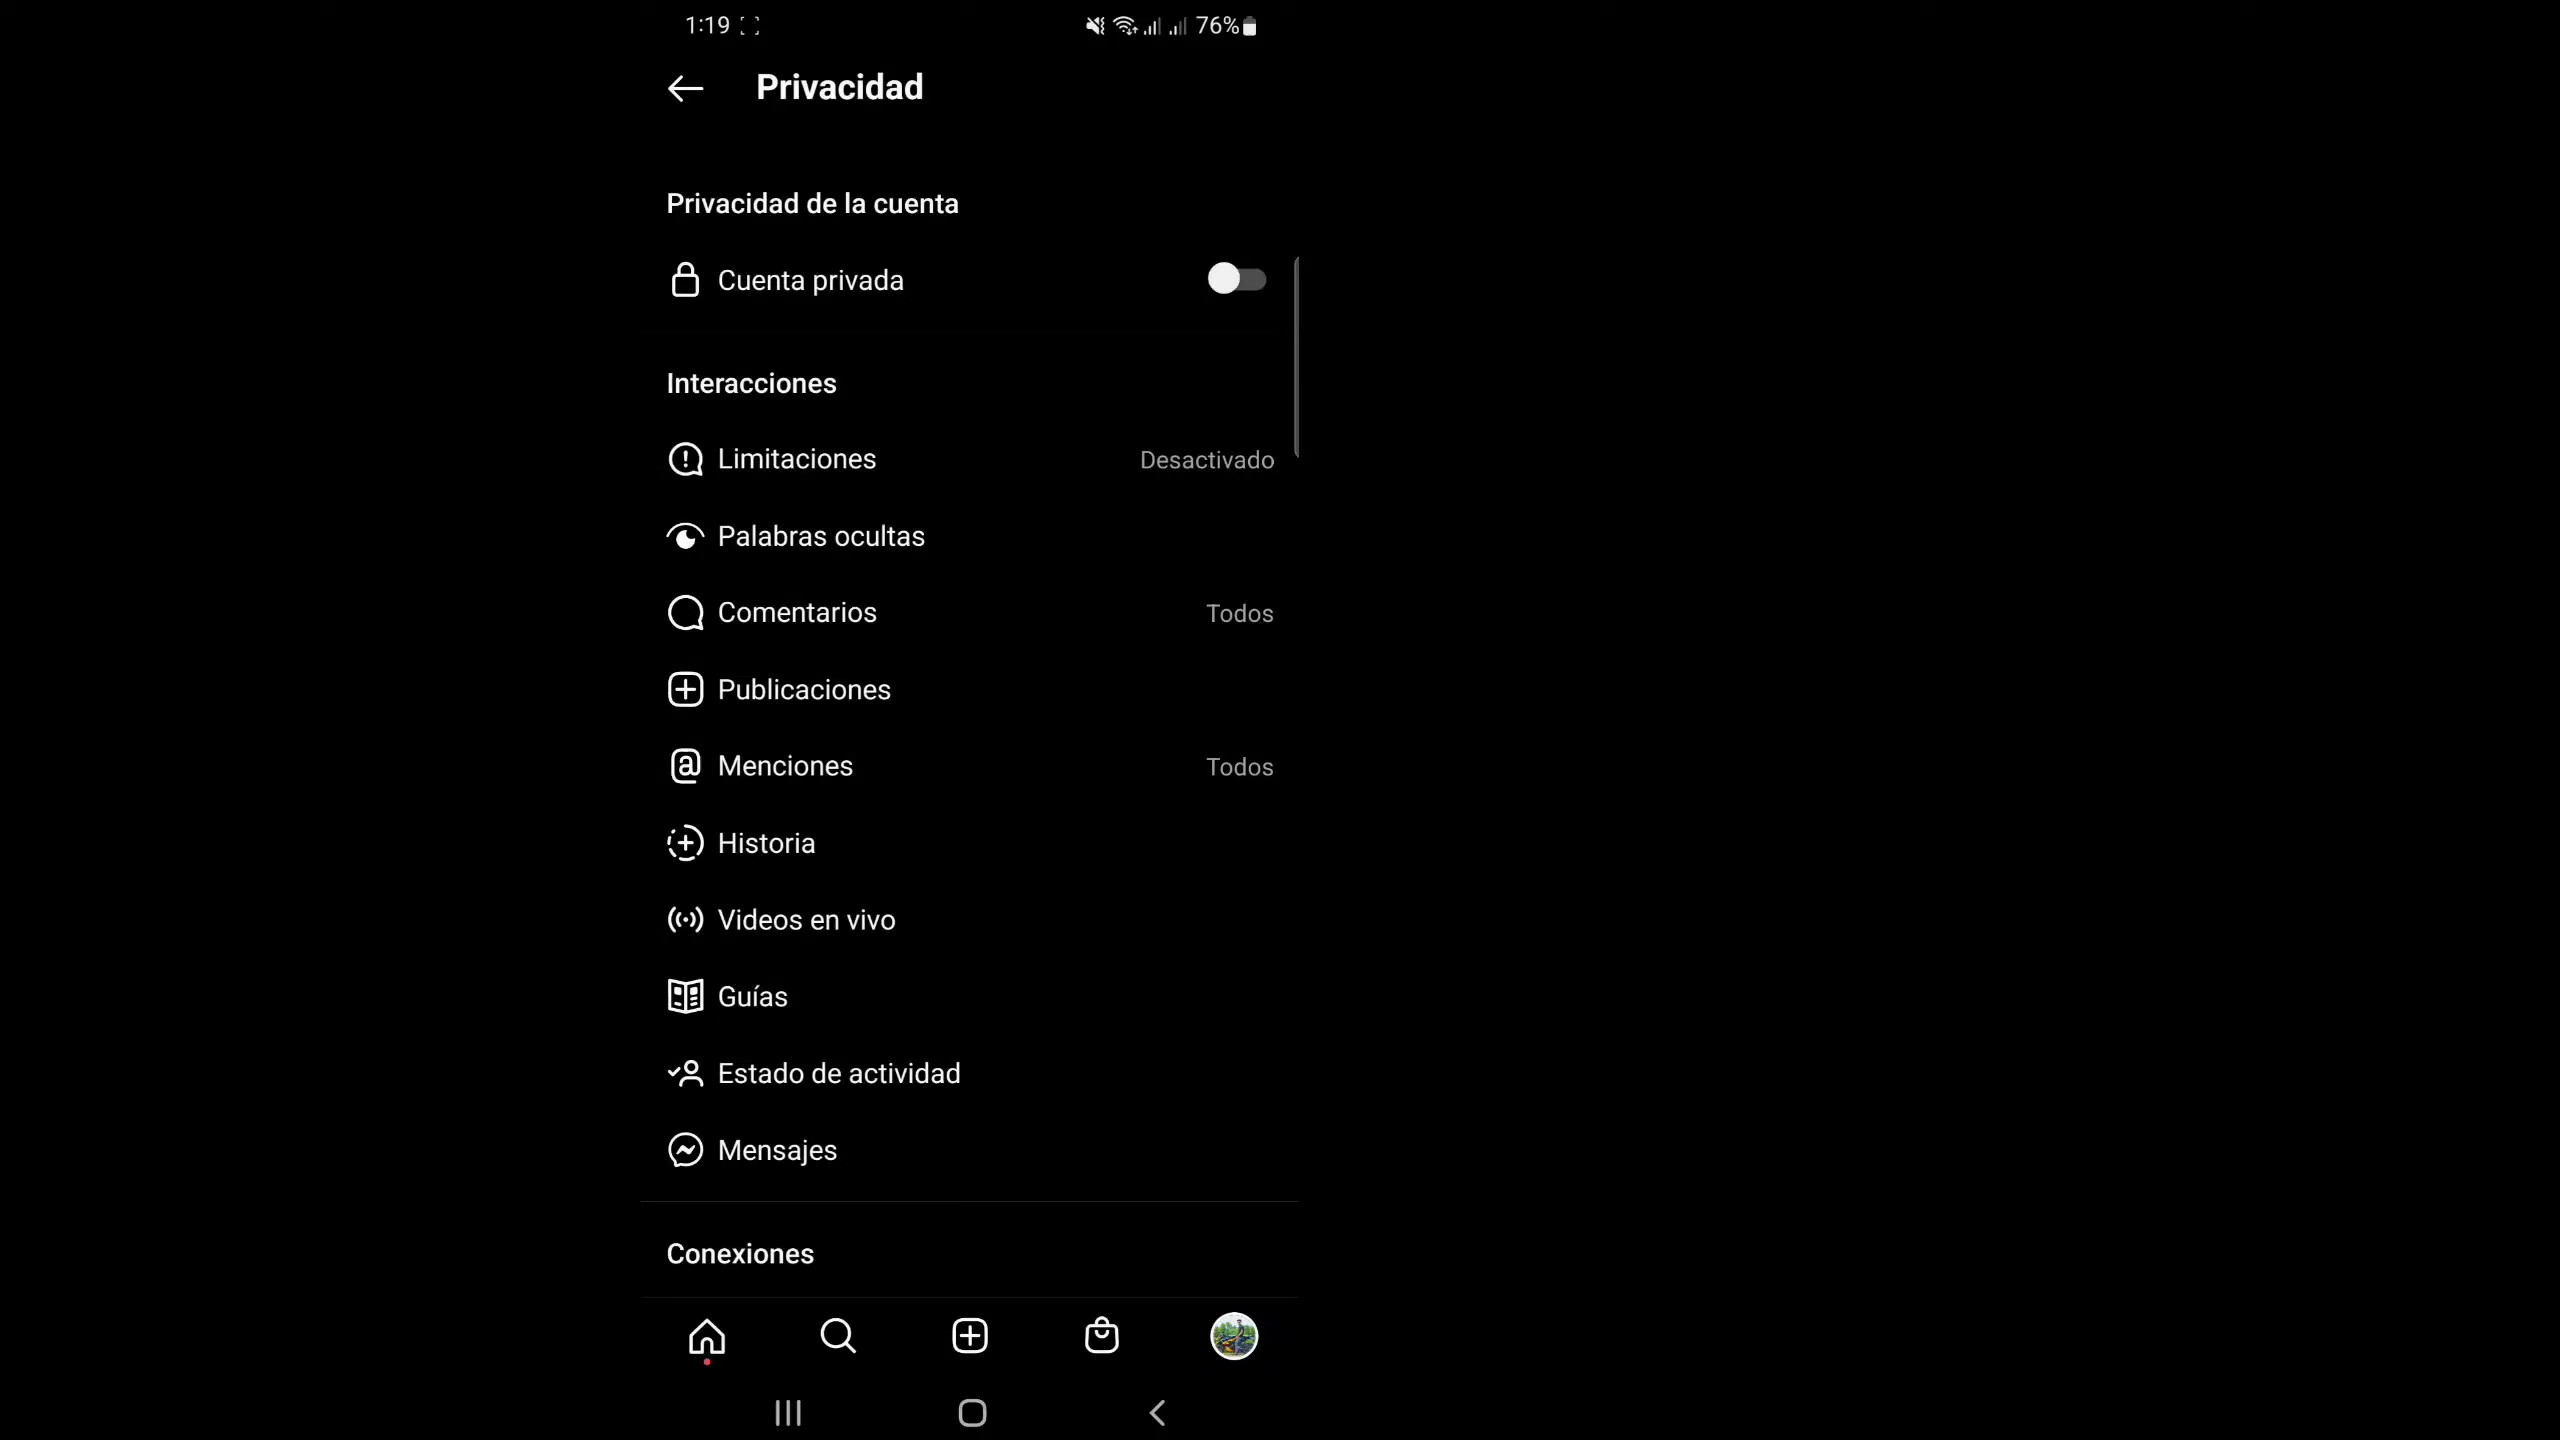 1:19 76%
Privacidad
Privacidad de la cuenta
Cuenta privada
Interacciones
Limitaciones Desactivado
Palabras ocultas
Comentarios Todos
Publicaciones
Menciones Todos
Historia
Videos en vivo
Guías
Estado de actividad
Mensajes
Conexiones